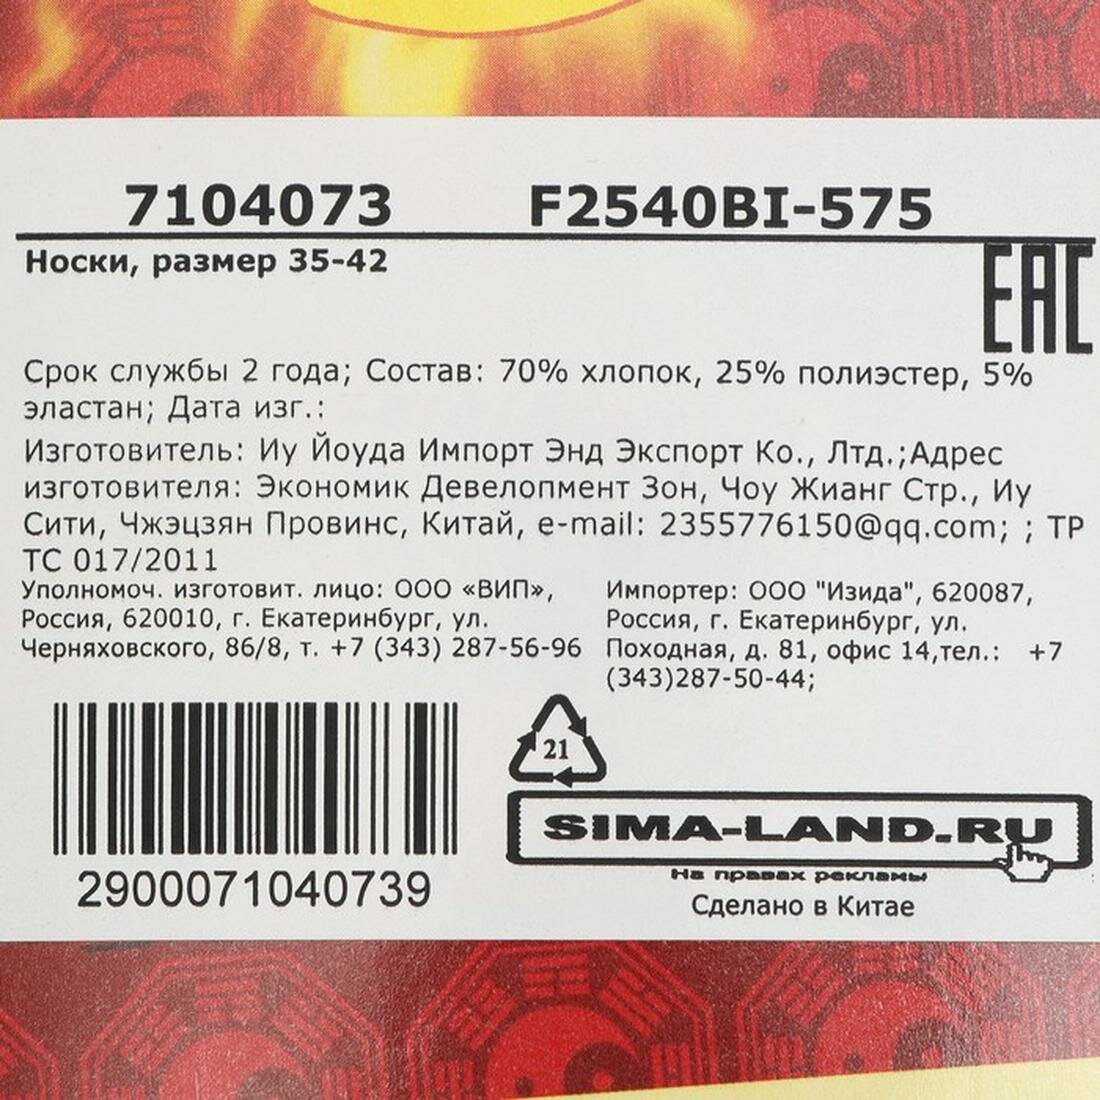 7104073 F2540BI-575
Носки, размер 35-42
EAC
Срок службы 2 года; Состав: 70% хлопок, 25% полиэстер, 5%
эластан; Дата изг.:
Изготовитель: Иу Йоуда Импорт Энд Экспорт Ко., Лтд.;Адрес
изготовителя: Экономик Девелопмент Зон, Чоу Жианг Стр., Иу
Сити, Чжэцзян Провинс, Китай, e-mail: 2355776150@qq.com; ; ТР
ТС 017/2011
Уполномоч. изготовит. лицо: ООО «ВИП»,
Россия, 620010, г. Екатеринбург, ул.
Черняховского, 86/8, т. +7 (343) 287-56-96
Импортер: ООО "Изида", 620087,
Россия, г. Екатеринбург, ул.
Походная, д. 81, офис 14,тел.: +7
(343)287-50-44;
21
SIMA-LAND.RU
На правах рекламы
Сделано в Китае
2900071040739